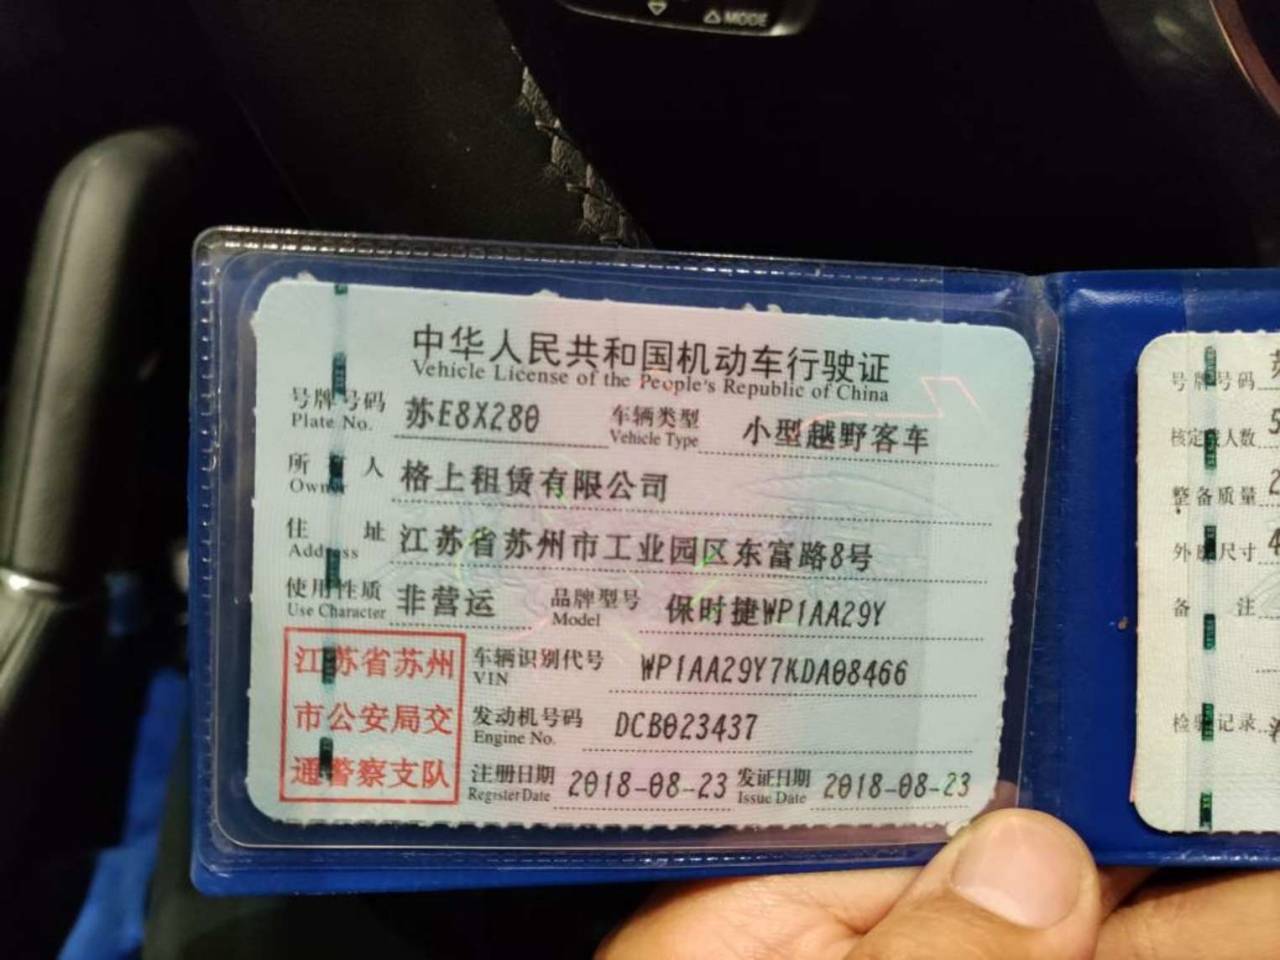 MODE
中华人民共和国机动车行驶证
Vehicle License of the People's Republic of China
号牌号码 苏E8X280 车辆类型 小型越野客车
Plate No. Vehicle Type
所有人 格上租赁有限公司
Owner
住址 江苏省苏州市工业园区东富路8号
Address
使用性质 非营运 品牌型号 保时捷WP1AA29Y
Use Character Model
江苏省苏州
市公安局交
通警察支队
车辆识别代号 WP1AA29Y7KDA08466
VIN
发动机号码 DCB023437
Engine No.
注册日期 2018-08-23 发证日期 2018-08-23
Register Date Issue Date
号牌号码
核定载人数 5
整备质量 2
外廓尺寸 4
备注
检验记录